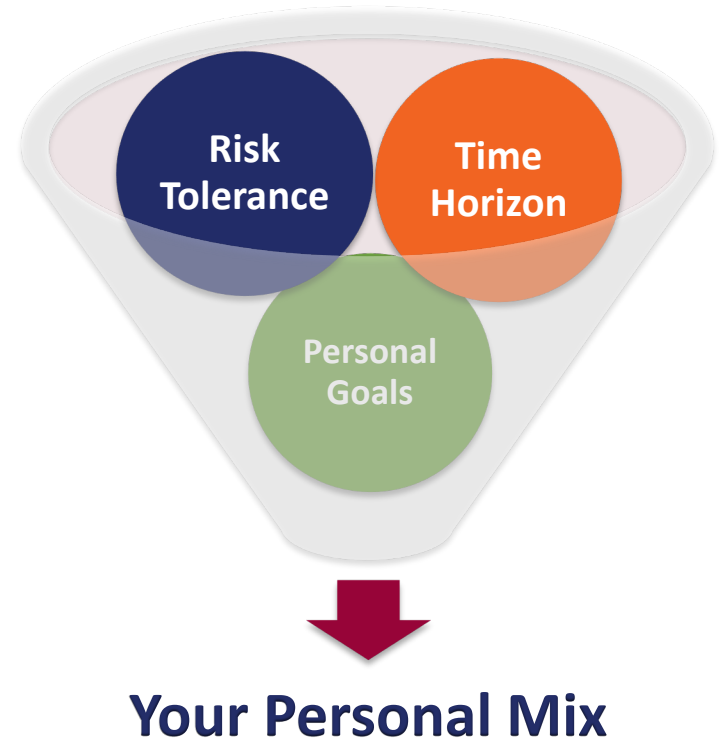 Risk
Tolerance
Time
Horizon
Personal
Goals
Your Personal Mix